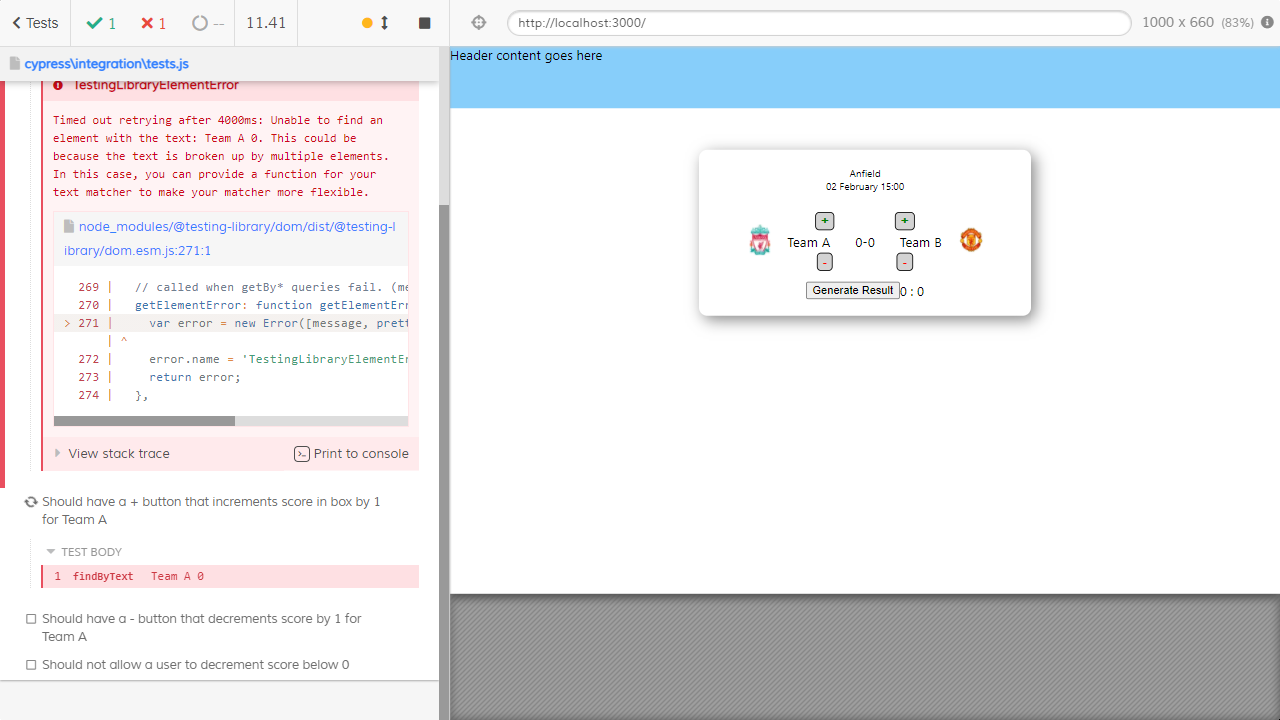 Tests
1
1
--
11.41
http://localhost:3000/
1000 x 660 (83%)
cypress\integration\tests.js
TestingLibraryElementError
Timed out retrying after 4000ms: Unable to find an
element with the text: Team A 0. This could be
because the text is broken up by multiple elements.
In this case, you can provide a function for your
text matcher to make your matcher more flexible.
node_modules/@testing-library/dom/dist/@testing-l
ibrary/dom.esm.js:271:1
269 | // called when getBy* queries fail. (me
270 | getElementError: function getElementErr
> 271 | var error = new Error([message, prett
| ^
272 | error.name = 'TestingLibraryElementEr
273 | return error;
274 | },
View stack trace
Print to console
Should have a + button that increments score in box by 1
for Team A
TEST BODY
1 findByText Team A 0
Should have a - button that decrements score by 1 for
Team A
Should not allow a user to decrement score below 0
Header content goes here
Anfield
02 February 15:00
+ +
Team A 0-0 Team B
- -
Generate Result 0 : 0